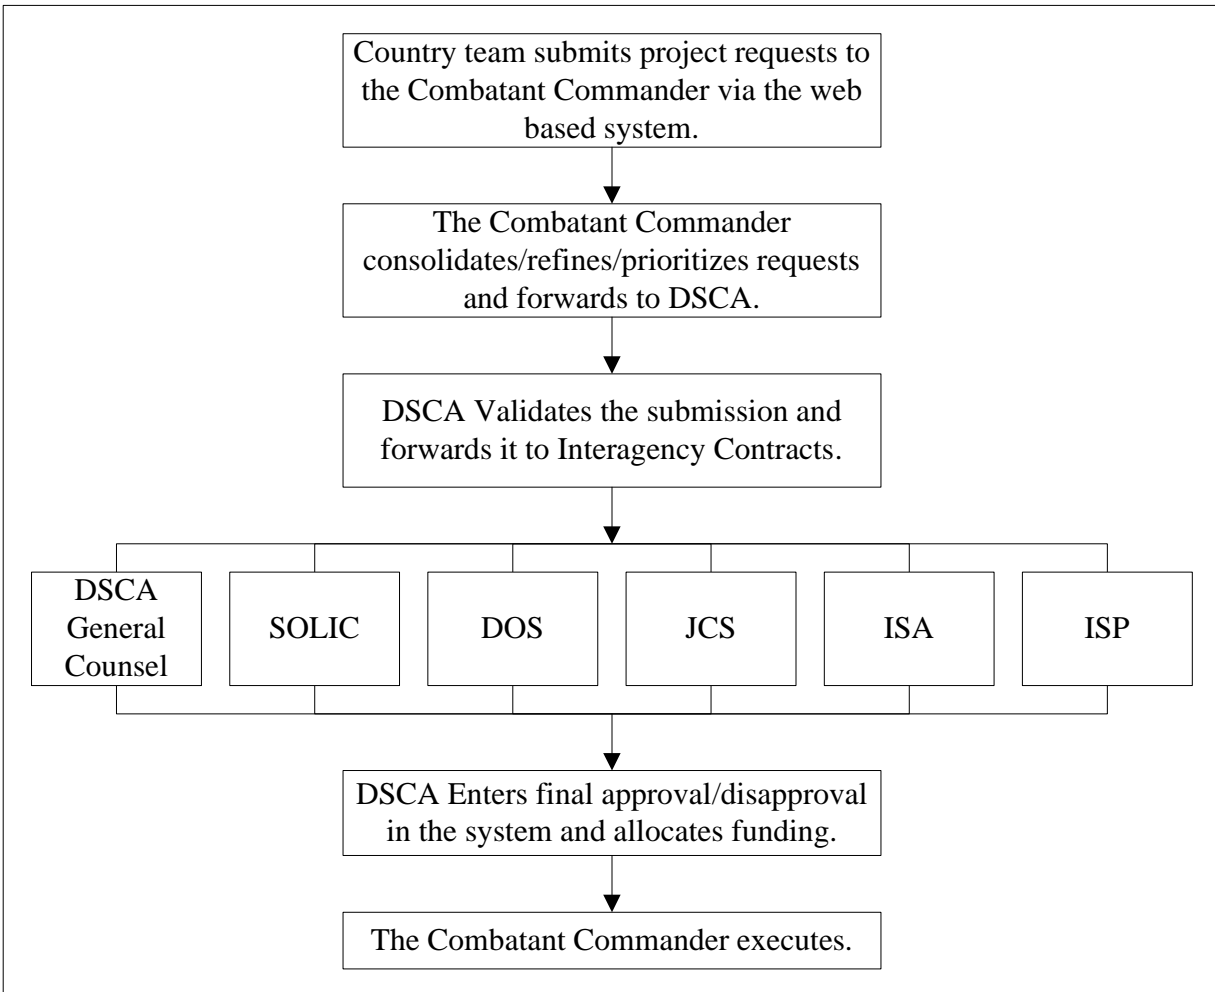 Country team submits project requests to
the Combatant Commander via the web
based system.
The Combatant Commander
consolidates/refines/prioritizes requests
and forwards to DSCA.
DSCA Validates the submission and
forwards it to Interagency Contracts.
DSCA
General
Counsel
SOLIC
DOS
JCS
ISA
ISP
DSCA Enters final approval/disapproval
in the system and allocates funding.
The Combatant Commander executes.